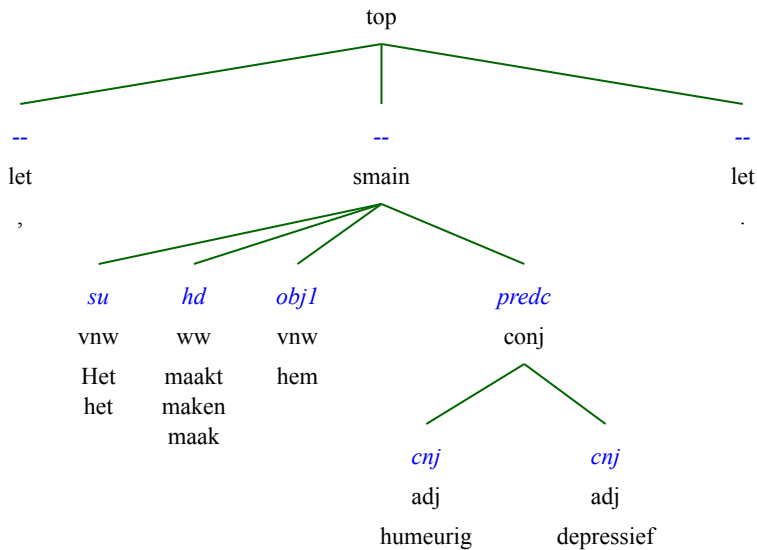 top
-- -- --
let smain let
, .
su hd obj1 predc
vnw ww vnw conj
Het maakt hem
het maken
maak
cnj cnj
adj adj
humeurig depressief